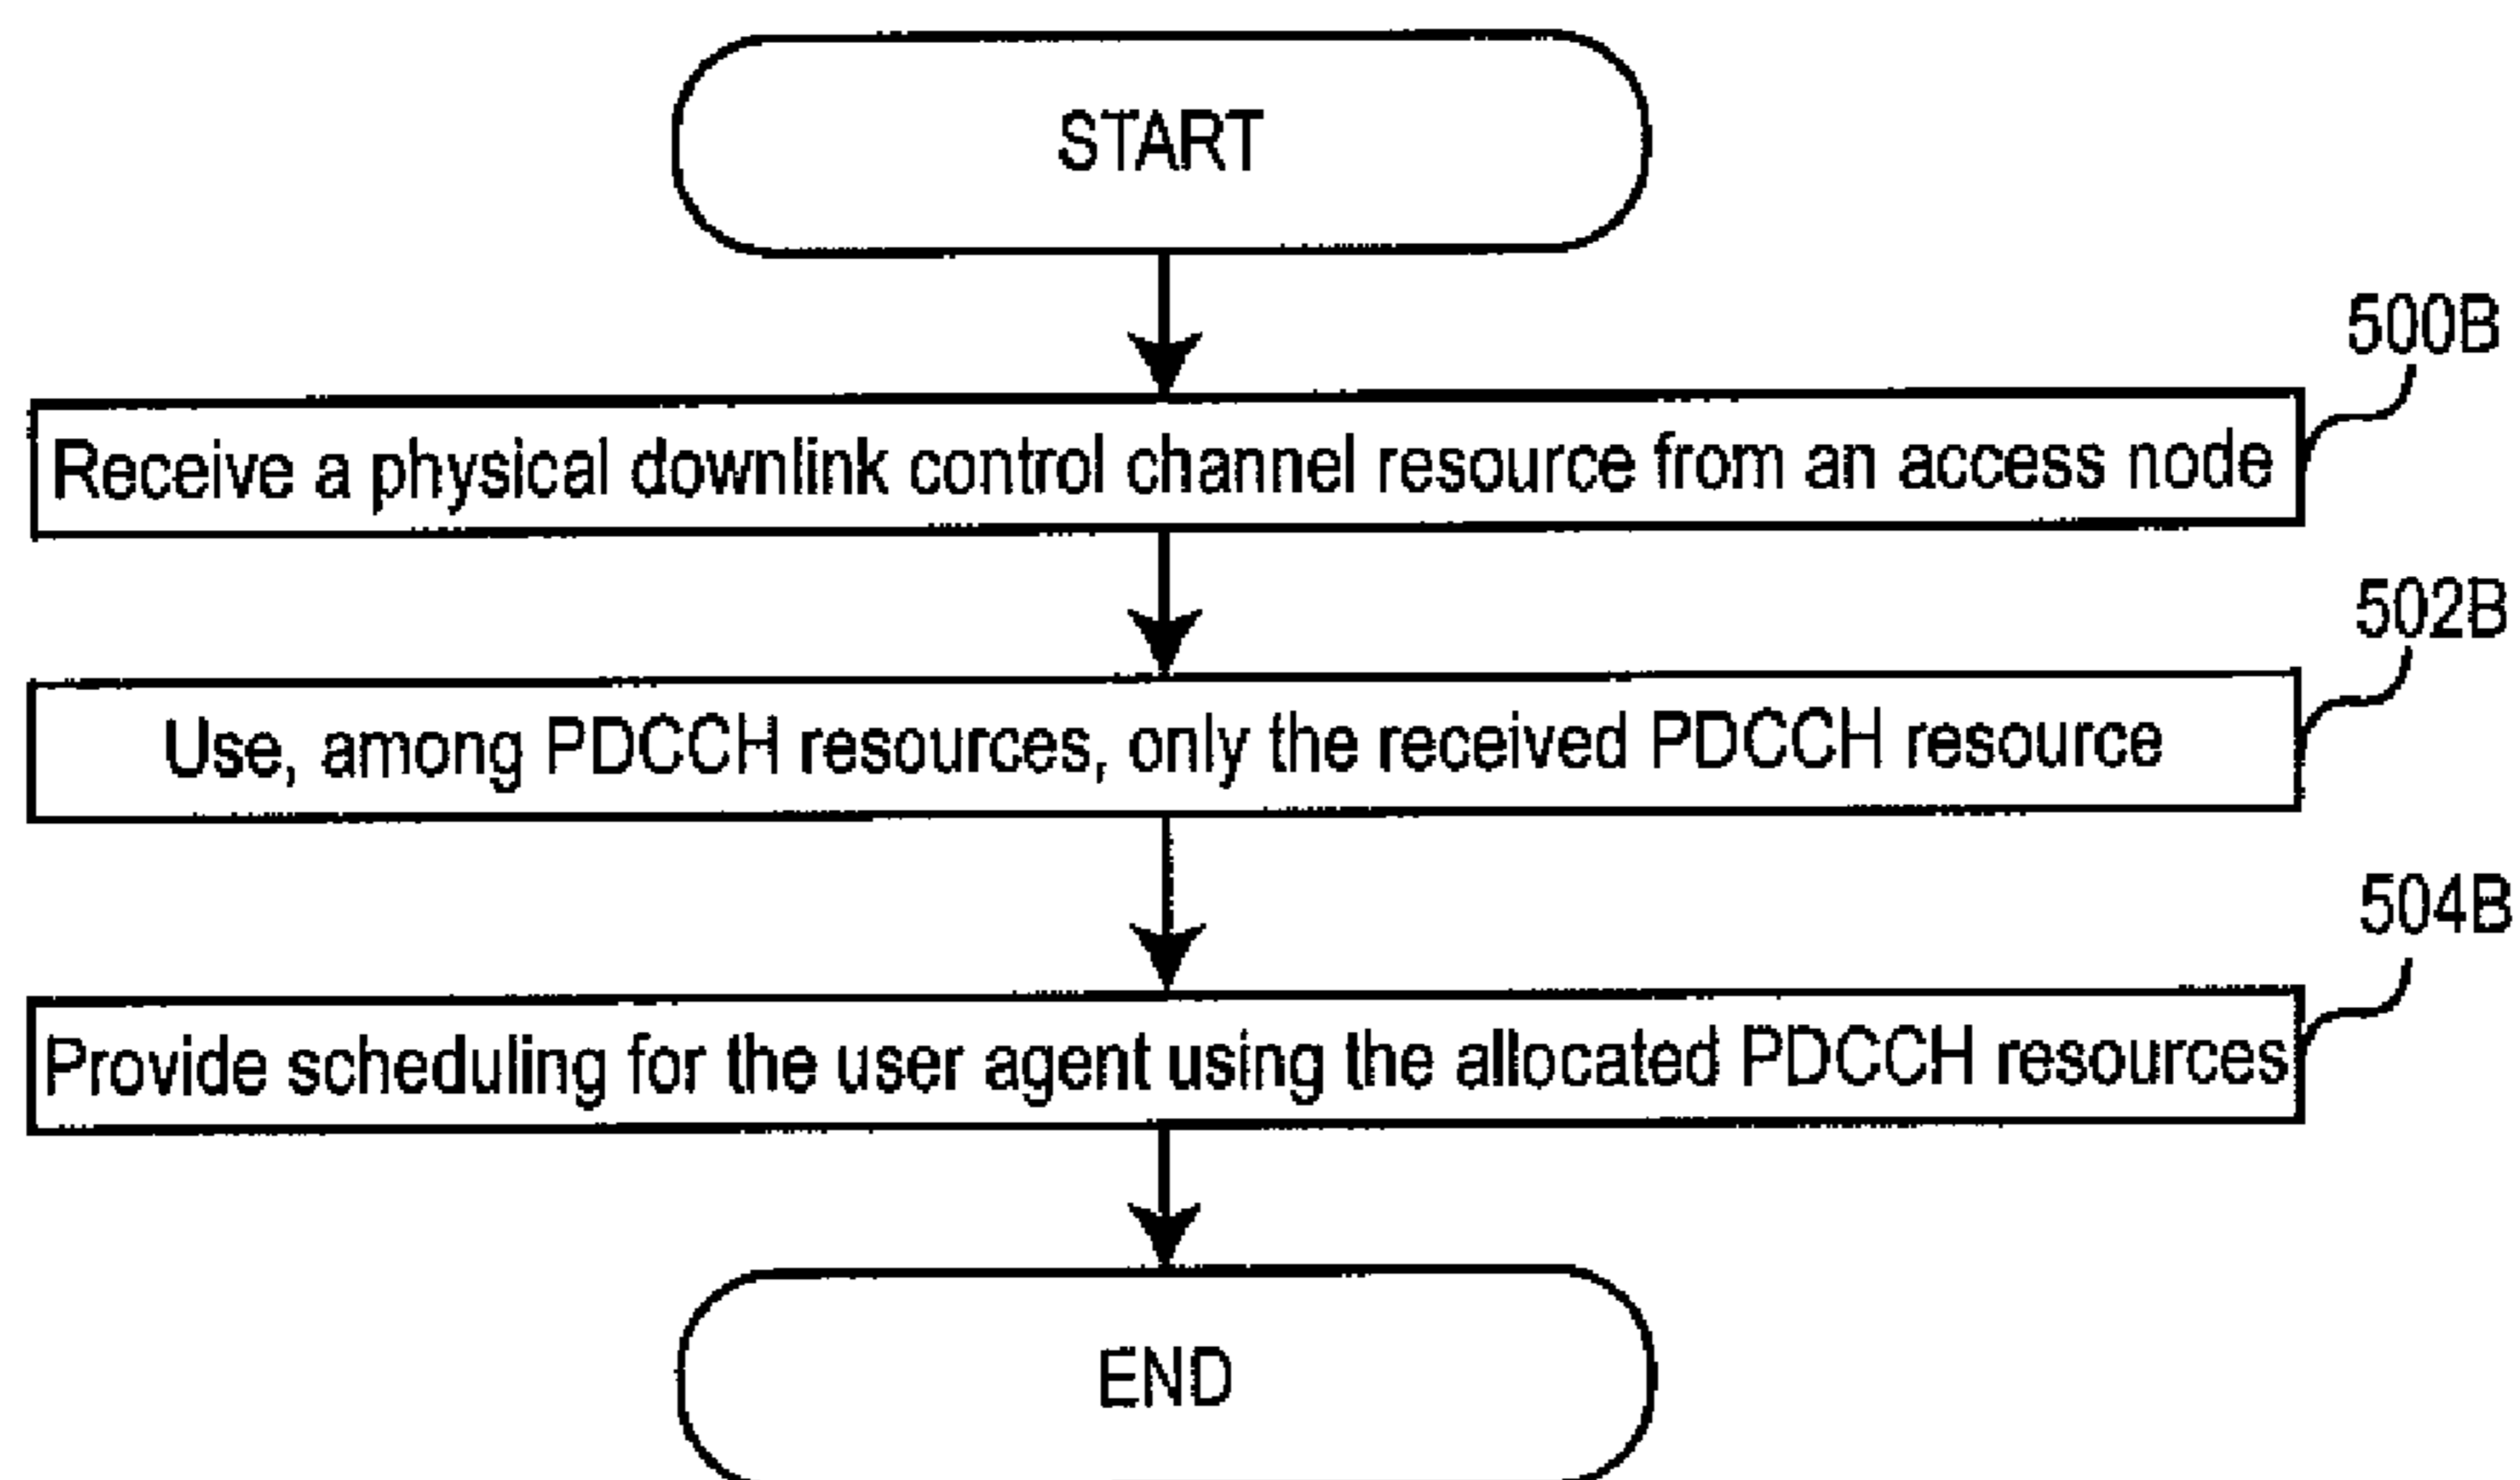 START
500B
Receive a physical downlink control channel resource from an access node
502B
Use, among PDCCH resources, only the received PDCCH resource
504B
Provide scheduling for the user agent using the allocated PDCCH resources
END